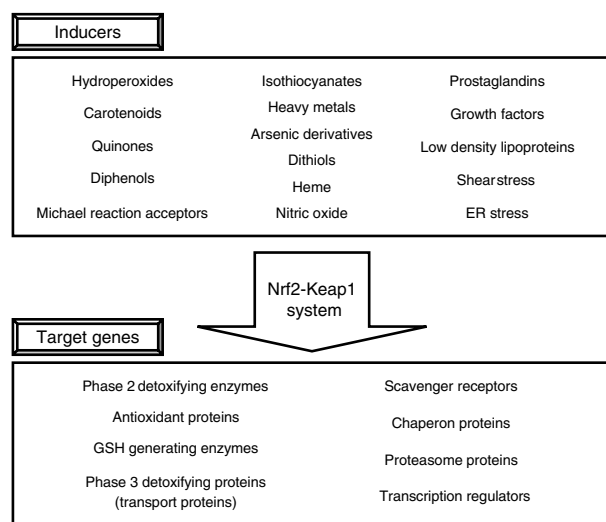 Inducers
Hydroperoxides
Carotenoids
Quinones
Diphenols
Michael reaction acceptors
Isothiocyanates
Heavy metals
Arsenic derivatives
Dithiols
Heme
Nitric oxide
Prostaglandins
Growth factors
Low density lipoproteins
Shear stress
ER stress
Nrf2-Keap1
system
Target genes
Phase 2 detoxifying enzymes
Antioxidant proteins
GSH generating enzymes
Phase 3 detoxifying proteins
(transport proteins)
Scavenger receptors
Chaperon proteins
Proteasome proteins
Transcription regulators